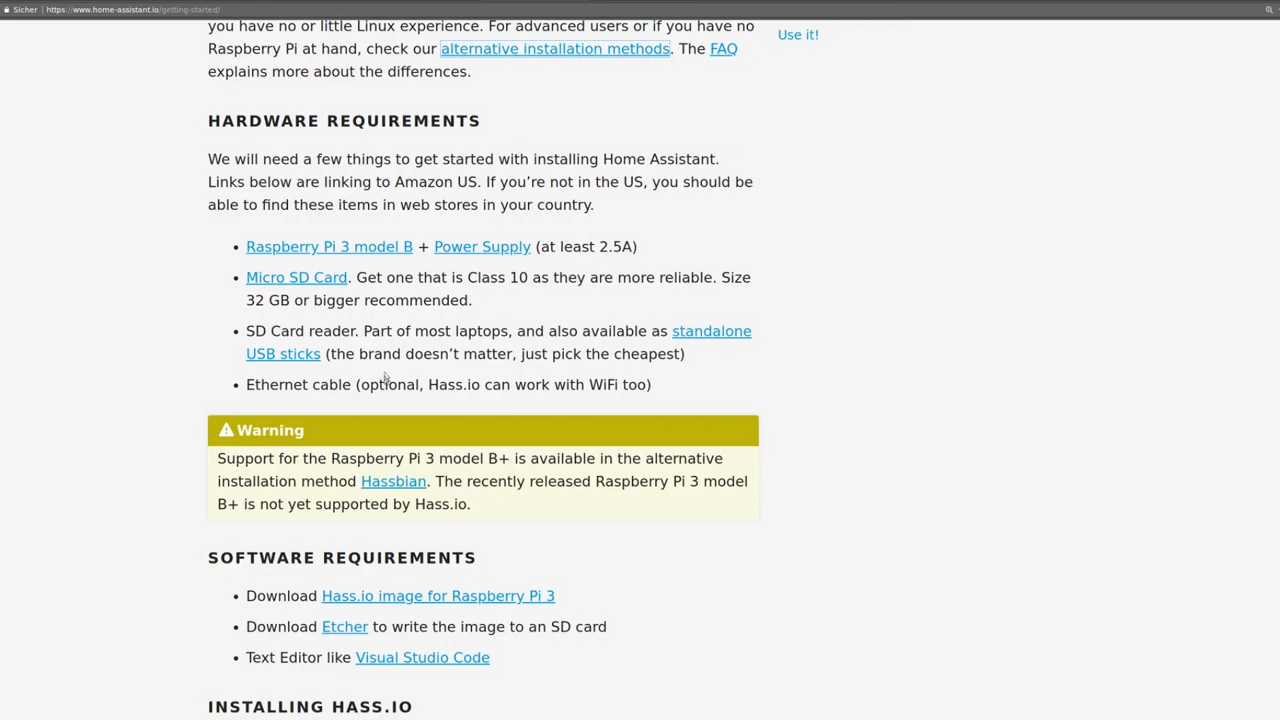 Sicher | https://www.home-assistant.io/getting-started/
you have no or little Linux experience. For advanced users or if you have no
Use it!
Raspberry Pi at hand, check our alternative installation methods. The FAQ
explains more about the differences.
HARDWARE REQUIREMENTS
We will need a few things to get started with installing Home Assistant.
Links below are linking to Amazon US. If you’re not in the US, you should be
able to find these items in web stores in your country.
• Raspberry Pi 3 model B + Power Supply (at least 2.5A)
• Micro SD Card. Get one that is Class 10 as they are more reliable. Size
32 GB or bigger recommended.
• SD Card reader. Part of most laptops, and also available as standalone
USB sticks (the brand doesn’t matter, just pick the cheapest)
• Ethernet cable (optional, Hass.io can work with WiFi too)
Warning
Support for the Raspberry Pi 3 model B+ is available in the alternative
installation method Hassbian. The recently released Raspberry Pi 3 model
B+ is not yet supported by Hass.io.
SOFTWARE REQUIREMENTS
• Download Hass.io image for Raspberry Pi 3
• Download Etcher to write the image to an SD card
• Text Editor like Visual Studio Code
INSTALLING HASS.IO